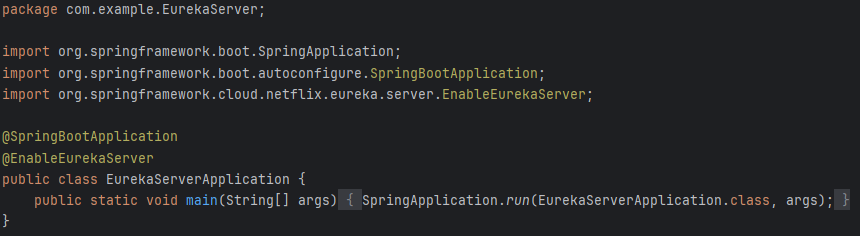 package com.example.EurekaServer;
import org.springframework.boot.SpringApplication;
import org.springframework.boot.autoconfigure.SpringBootApplication;
import org.springframework.cloud.netflix.eureka.server.EnableEurekaServer;
@SpringBootApplication
@EnableEurekaServer
public class EurekaServerApplication {
    public static void main(String[] args) { SpringApplication.run(EurekaServerApplication.class, args); }
}